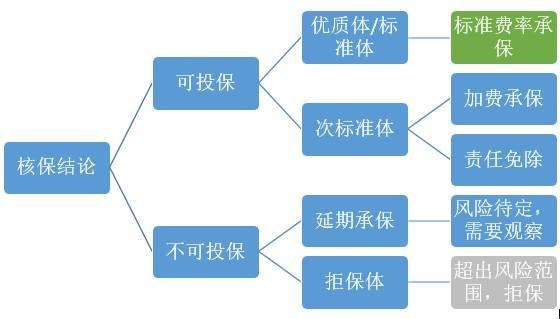 核保结论
可投保
优质体/标
准体
标准费率承
保
次标准体
加费承保
责任免除
不可投保
延期承保
风险待定，
需要观察
拒保体
超出风险范
围，拒保